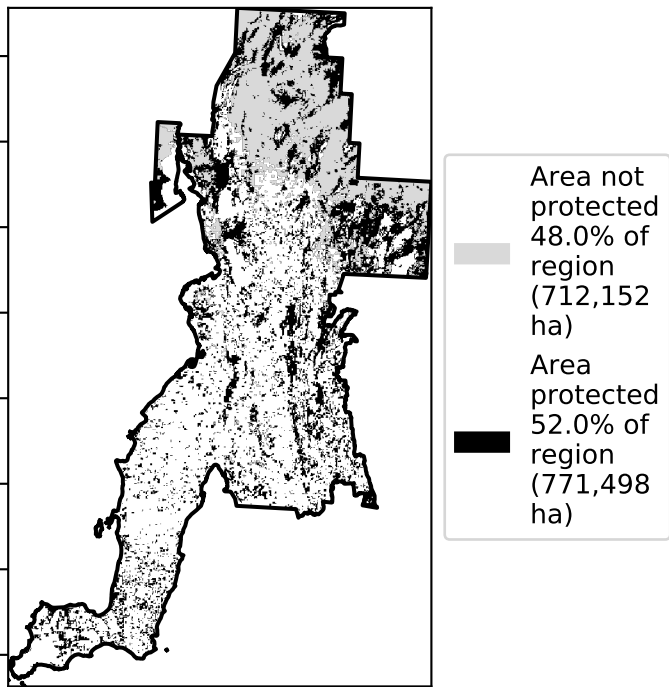 Area not
protected
48.0% of
region
(712,152
ha)
Area
protected
52.0% of
region
(771,498
ha)